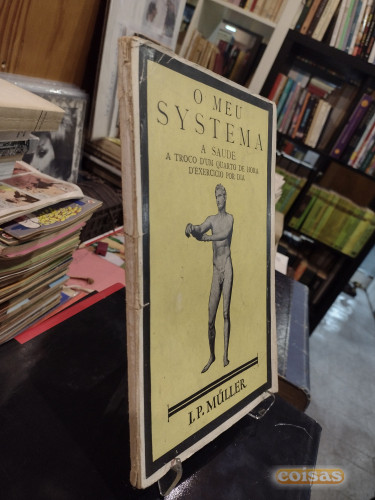 O MEU
SYSTEMA
A SAUDE
A TROCO D'UM QUARTO DE HORA
D'EXERCICIO POR DIA
I.P. MÜLLER
coisas